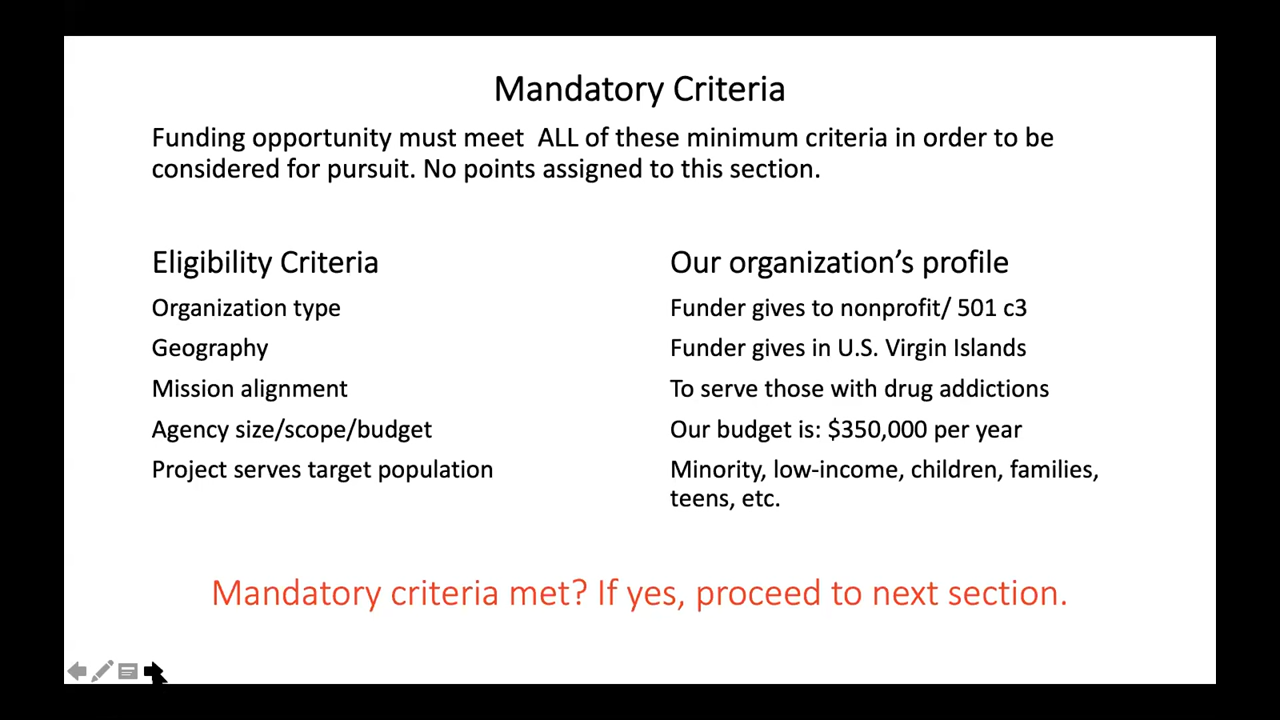 Mandatory Criteria
Funding opportunity must meet  ALL of these minimum criteria in order to be
considered for pursuit. No points assigned to this section.
Eligibility Criteria
Organization type
Geography
Mission alignment
Agency size/scope/budget
Project serves target population
Our organization’s profile
Funder gives to nonprofit/ 501 c3
Funder gives in U.S. Virgin Islands
To serve those with drug addictions
Our budget is: $350,000 per year
Minority, low-income, children, families,
teens, etc.
Mandatory criteria met? If yes, proceed to next section.